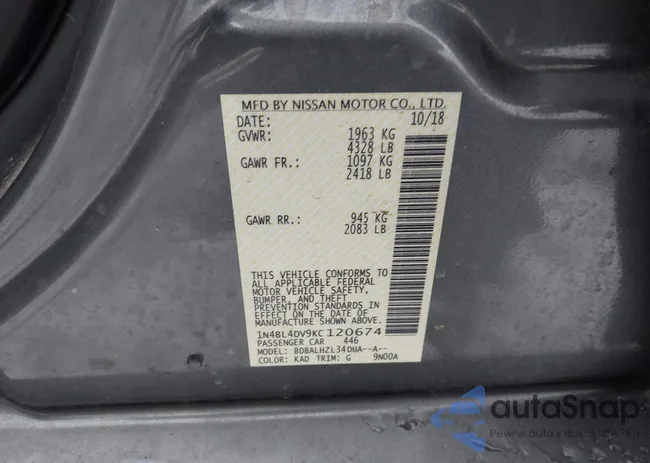 MFD BY NISSAN MOTOR CO., LTD.
DATE: 10/18
GVWR: 1963 KG
4328 LB
GAWR FR.: 1097 KG
2418 LB
GAWR RR.: 945 KG
2083 LB
THIS VEHICLE CONFORMS TO
ALL APPLICABLE FEDERAL
MOTOR VEHICLE SAFETY,
BUMPER, AND THEFT
PREVENTION STANDARDS IN
EFFECT ON THE DATE OF
MANUFACTURE SHOWN ABOVE.
1N4BL4DV9KC120674
PASSENGER CAR 446
MODEL: BDBALHZL34DUA--A--
COLOR: KAD TRIM: G 9N00A
autoSnap
Pewne auta z